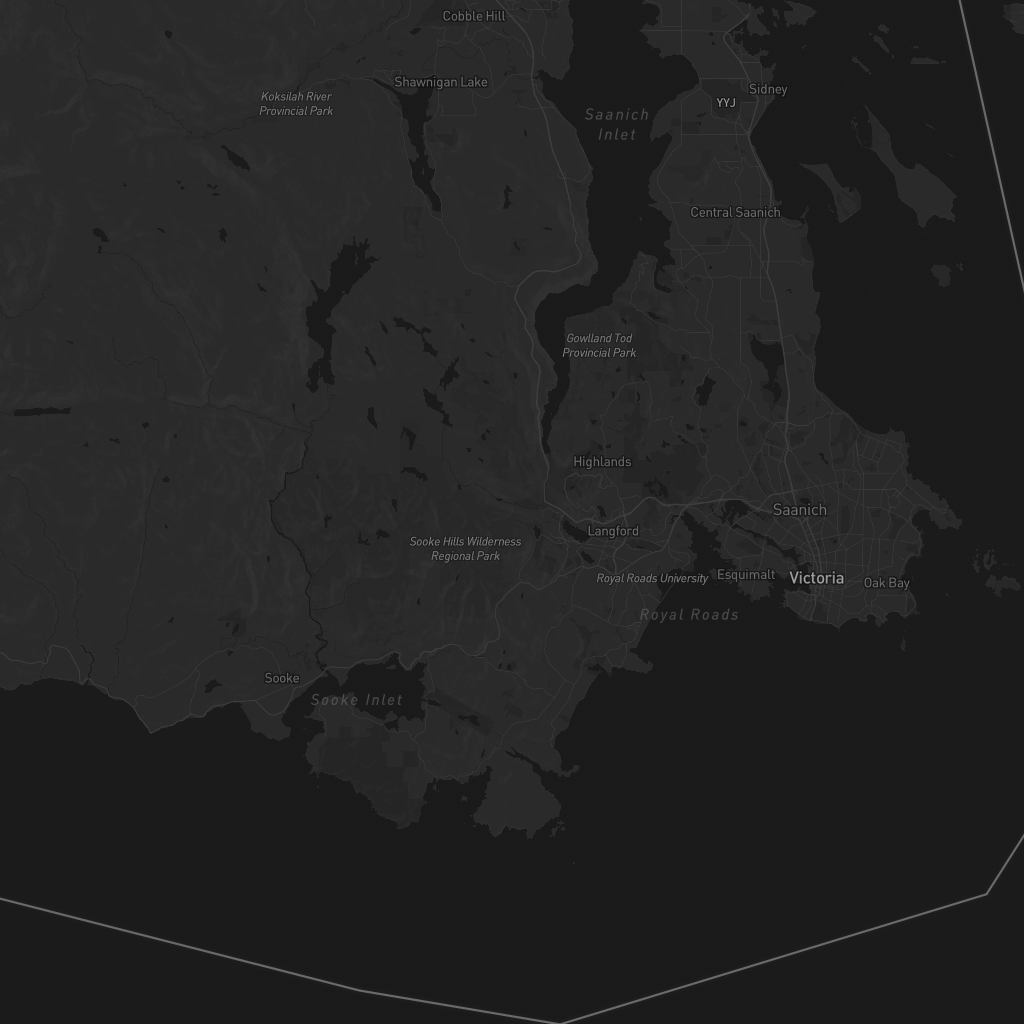 Cobble Hill
Shawnigan Lake
Koksilah River
Provincial Park
Sidney
YYJ
Saanich
Inlet
Central Saanich
Gowlland Tod
Provincial Park
Highlands
Saanich
Langford
Sooke Hills Wilderness
Regional Park
Royal Roads University
Esquimalt
Victoria
Oak Bay
Royal Roads
Sooke
Sooke Inlet